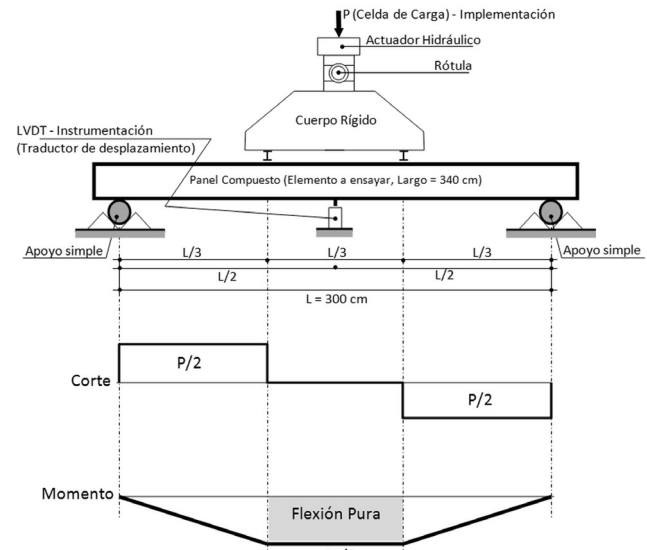 P (Celda de Carga) - Implementación
Actuador Hidráulico
Rótula
Cuerpo Rígido
LVDT - Instrumentación
(Traductor de desplazamiento)
Panel Compuesto (Elemento a ensayar, Largo = 340 cm)
Apoyo simple
Apoyo simple
L/3
L/3
L/3
L/2
L/2
L = 300 cm
P/2
Corte
P/2
Momento
Flexión Pura